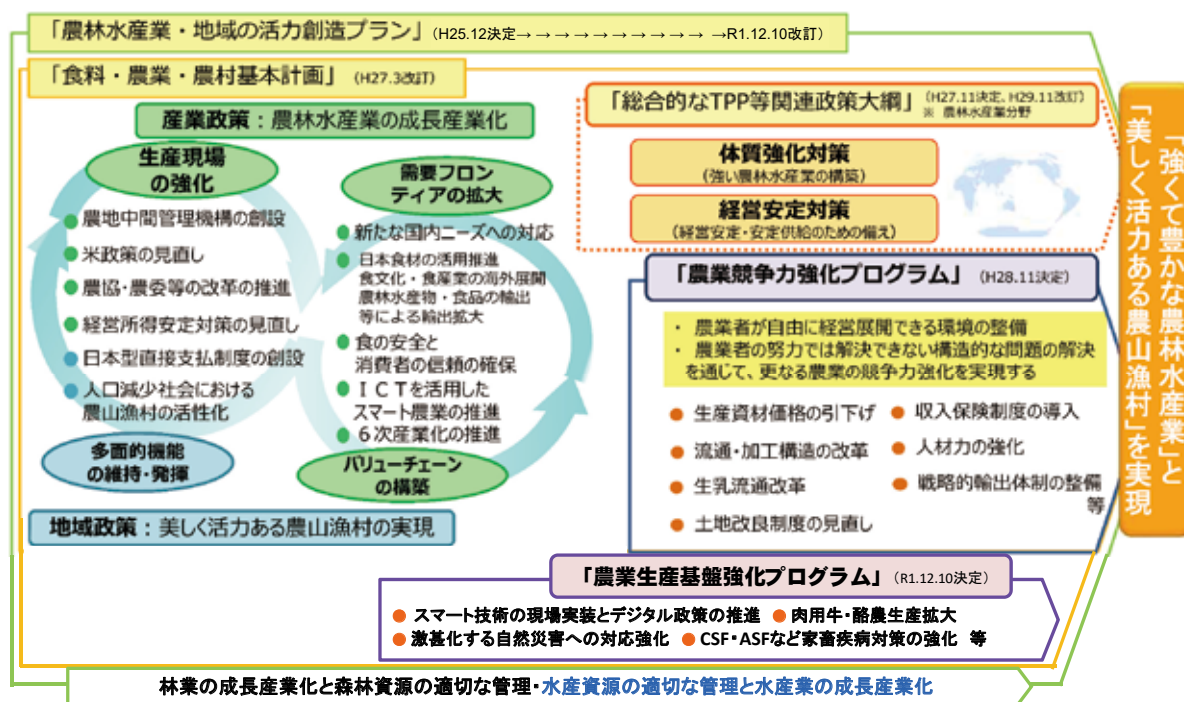 「農林水産業・地域の活力創造プラン」(H25.12決定→→→→→→→→→→→→R1.12.10改訂)
「食料・農業・農村基本計画」(H27.3改訂)
産業政策：農林水産業の成長産業化
生産現場
の強化
●農地中間管理機構の創設
●米政策の見直し
●農協・農委等の改革の推進
●経営所得安定対策の見直し
●日本型直接支払制度の創設
●人口減少社会における
農山漁村の活性化
多面的機能
の維持・発揮
需要フロン
ティアの拡大
●新たな国内ニーズへの対応
●日本食材の活用推進
食文化・食産業の海外展開
農林水産物・食品の輸出
等による輸出拡大
●食の安全と
消費者の信頼の確保
●ＩＣＴを活用した
スマート農業の推進
●６次産業化の推進
バリューチェーン
の構築
地域政策：美しく活力ある農山漁村の実現
「総合的なTPP等関連政策大綱」(H27.11決定、H29.11改訂)
※ 農林水産業分野
体質強化対策
(強い農林水産業の構築)
経営安定対策
(経営安定・安定供給のための備え)
「農業競争力強化プログラム」(H28.11決定)
・ 農業者が自由に経営展開できる環境の整備
・ 農業者の努力では解決できない構造的な問題の解決
を通じて、更なる農業の競争力強化を実現する
●生産資材価格の引下げ
●流通・加工構造の改革
●生乳流通改革
●土地改良制度の見直し
●収入保険制度の導入
●人材力の強化
●戦略的輸出体制の整備
等
「農業生産基盤強化プログラム」(R1.12.10決定)
●スマート技術の現場実装とデジタル政策の推進 ●肉用牛・酪農生産拡大
●激甚化する自然災害への対応強化 ●CSF・ASFなど家畜疾病対策の強化 等
林業の成長産業化と森林資源の適切な管理・水産資源の適切な管理と水産業の成長産業化
「強くて豊かな農林水産業」と
「美しく活力ある農山漁村」を実現